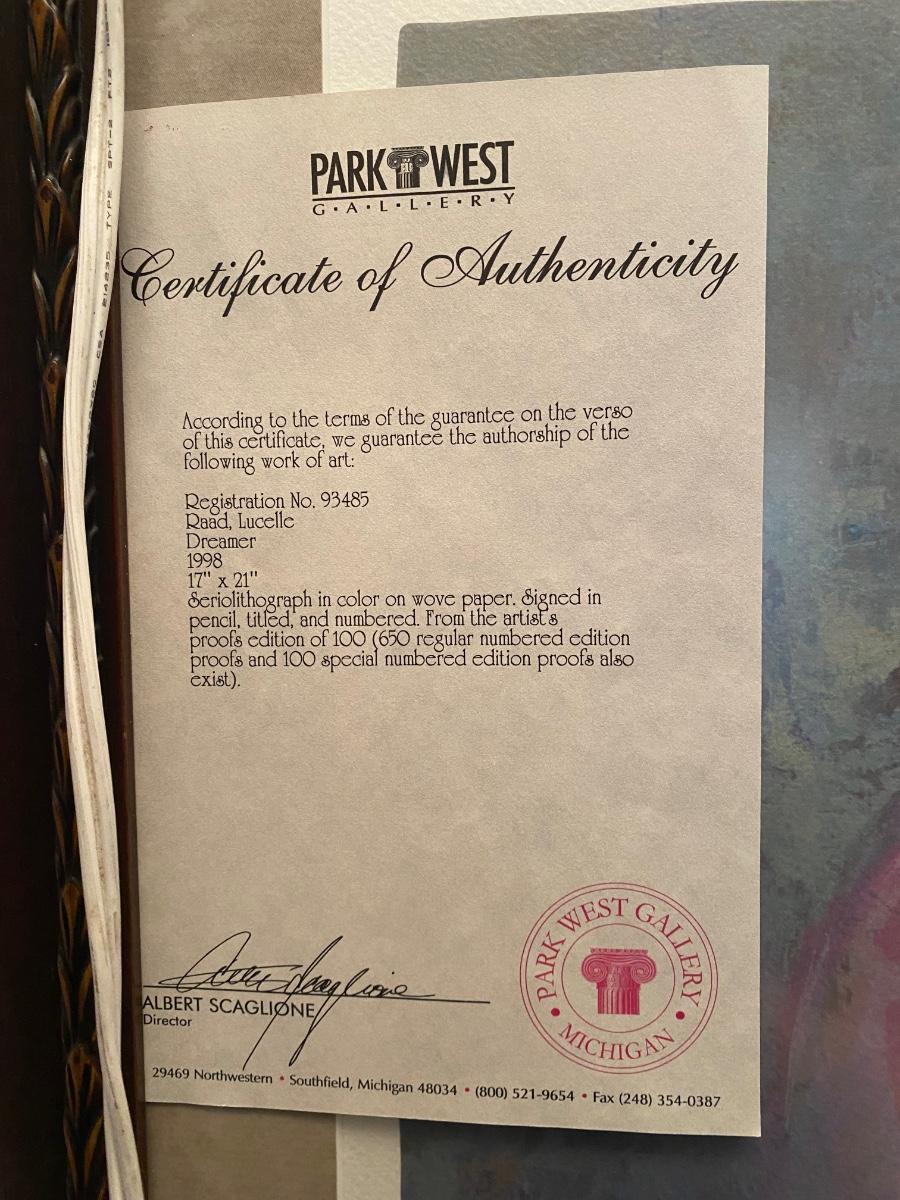 PARK WEST
G·A·L·L·E·R·Y
Certificate of Authenticity
According to the terms of the guarantee on the verso
of this certificate, we guarantee the authorship of the
following work of art:
Registration No. 93485
Raad, Lucelle
Dreamer
1998
17" x 21"
Seriolithograph in color on wove paper. Signed in
pencil, titled, and numbered. From the artist's
proofs edition of 100 (650 regular numbered edition
proofs and 100 special numbered edition proofs also
exist).
ALBERT SCAGLIONE
Director
PARK WEST GALLERY
• MICHIGAN •
29469 Northwestern • Southfield, Michigan 48034 • (800) 521-9654 • Fax (248) 354-0387
TYPE SPT-2